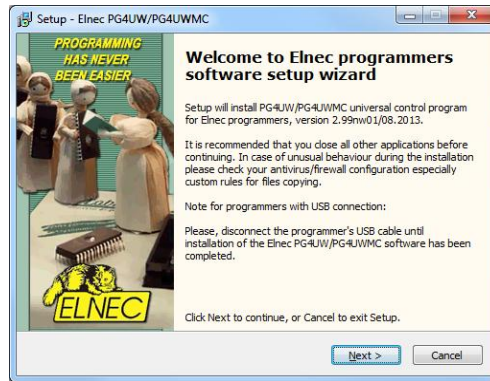 Setup - Elnec PG4UW/PG4UWMC
PROGRAMMING
HAS NEVER
BEEN EASIER
Welcome to Elnec programmers
software setup wizard
Setup will install PG4UW/PG4UWMC universal control program
for Elnec programmers, version 2.99nw01/08.2013.
It is recommended that you close all other applications before
continuing. In case of unusual behaviour during the installation
please check your antivirus/firewall configuration especially
custom rules for files copying.
Note for programmers with USB connection:
Please, disconnect the programmer's USB cable until
installation of the Elnec PG4UW/PG4UWMC software has been
completed.
ELNEC
Click Next to continue, or Cancel to exit Setup.
Next >
Cancel